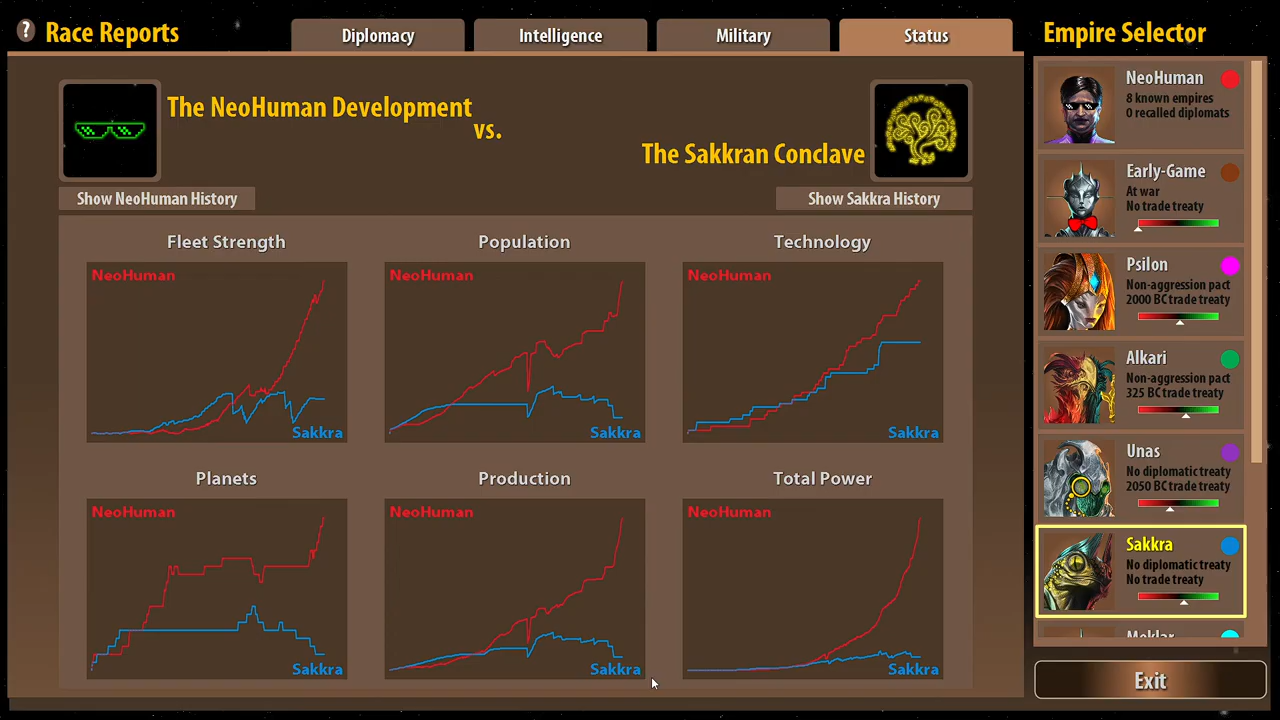 ?
Race Reports
Diplomacy
Intelligence
Military
Status
Empire Selector
The NeoHuman Development
vs.
The Sakkran Conclave
Show NeoHuman History
Show Sakkra History
Fleet Strength
Population
Technology
NeoHuman
NeoHuman
NeoHuman
Sakkra
Sakkra
Sakkra
Planets
Production
Total Power
NeoHuman
NeoHuman
NeoHuman
Sakkra
Sakkra
Sakkra
NeoHuman
8 known empires
0 recalled diplomats
Early-Game
At war
No trade treaty
Psilon
Non-aggression pact
2000 BC trade treaty
Alkari
Non-aggression pact
325 BC trade treaty
Unas
No diplomatic treaty
2050 BC trade treaty
Sakkra
No diplomatic treaty
No trade treaty
Meklar
Exit